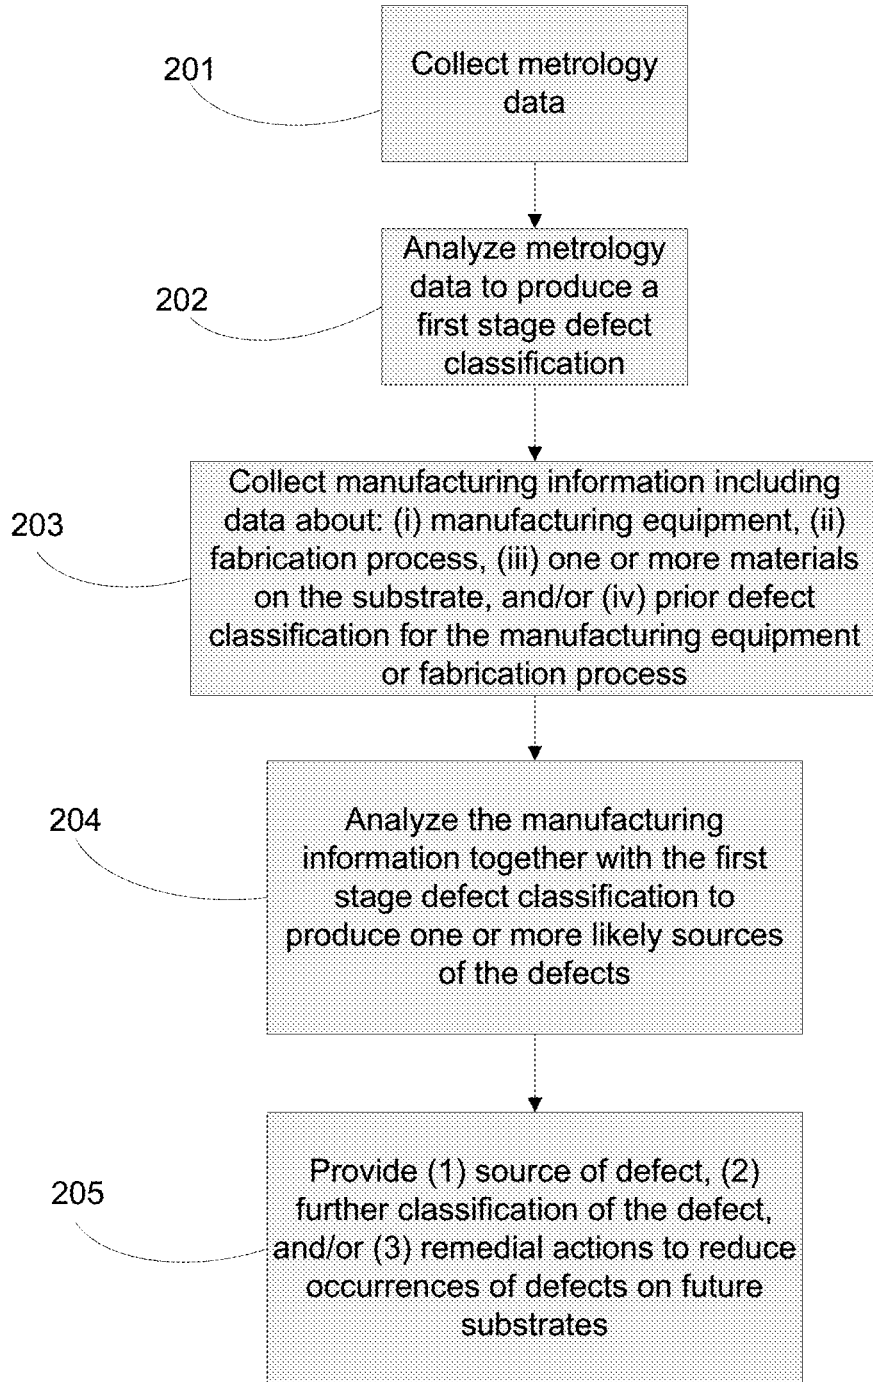 201
Collect metrology
data
202
Analyze metrology
data to produce a
first stage defect
classification
203
Collect manufacturing information including
data about: (i) manufacturing equipment, (ii)
fabrication process, (iii) one or more materials
on the substrate, and/or (iv) prior defect
classification for the manufacturing equipment
or fabrication process
204
Analyze the manufacturing
information together with the first
stage defect classification to
produce one or more likely sources
of the defects
205
Provide (1) source of defect, (2)
further classification of the defect,
and/or (3) remedial actions to reduce
occurrences of defects on future
substrates